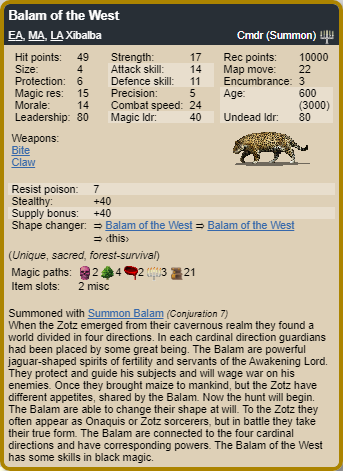 Balam of the West
EA, MA, LA Xibalba Cmdr (Summon)
Hit points: 49 Strength: 17 Rec points: 10000
Size: 4 Attack skill: 14 Map move: 22
Protection: 6 Defence skill: 11 Encumbrance: 3
Magic res: 15 Precision: 5 Age: 600
Morale: 14 Combat speed: 24 (3000)
Leadership: 80 Magic ldr: 40 Undead ldr: 80
Weapons:
Bite
Claw
Resist poison: 7
Stealthy: +40
Supply bonus: +40
Shape changer: ⇒ Balam of the West ⇒ Balam of the West
⇒ ‹this›
(Unique, sacred, forest-survival)
Magic paths: 2 4 2 3 21
Item slots: 2 misc
Summoned with Summon Balam (Conjuration 7)
When the Zotz emerged from their cavernous realm they found a
world divided in four directions. In each cardinal direction guardians
had been placed by some great being. The Balam are powerful
jaguar-shaped spirits of fertility and servants of the Awakening Lord.
They protect and guide his subjects and will wage war on his
enemies. Once they brought maize to mankind, but the Zotz have
different appetites, shared by the Balam. Now the hunt will begin.
The Balam are able to change their shape at will. To the Zotz they
often appear as Onaquis or Zotz sorcerers, but in battle they take
their true form. The Balam are connected to the four cardinal
directions and have corresponding powers. The Balam of the West
has some skills in black magic.